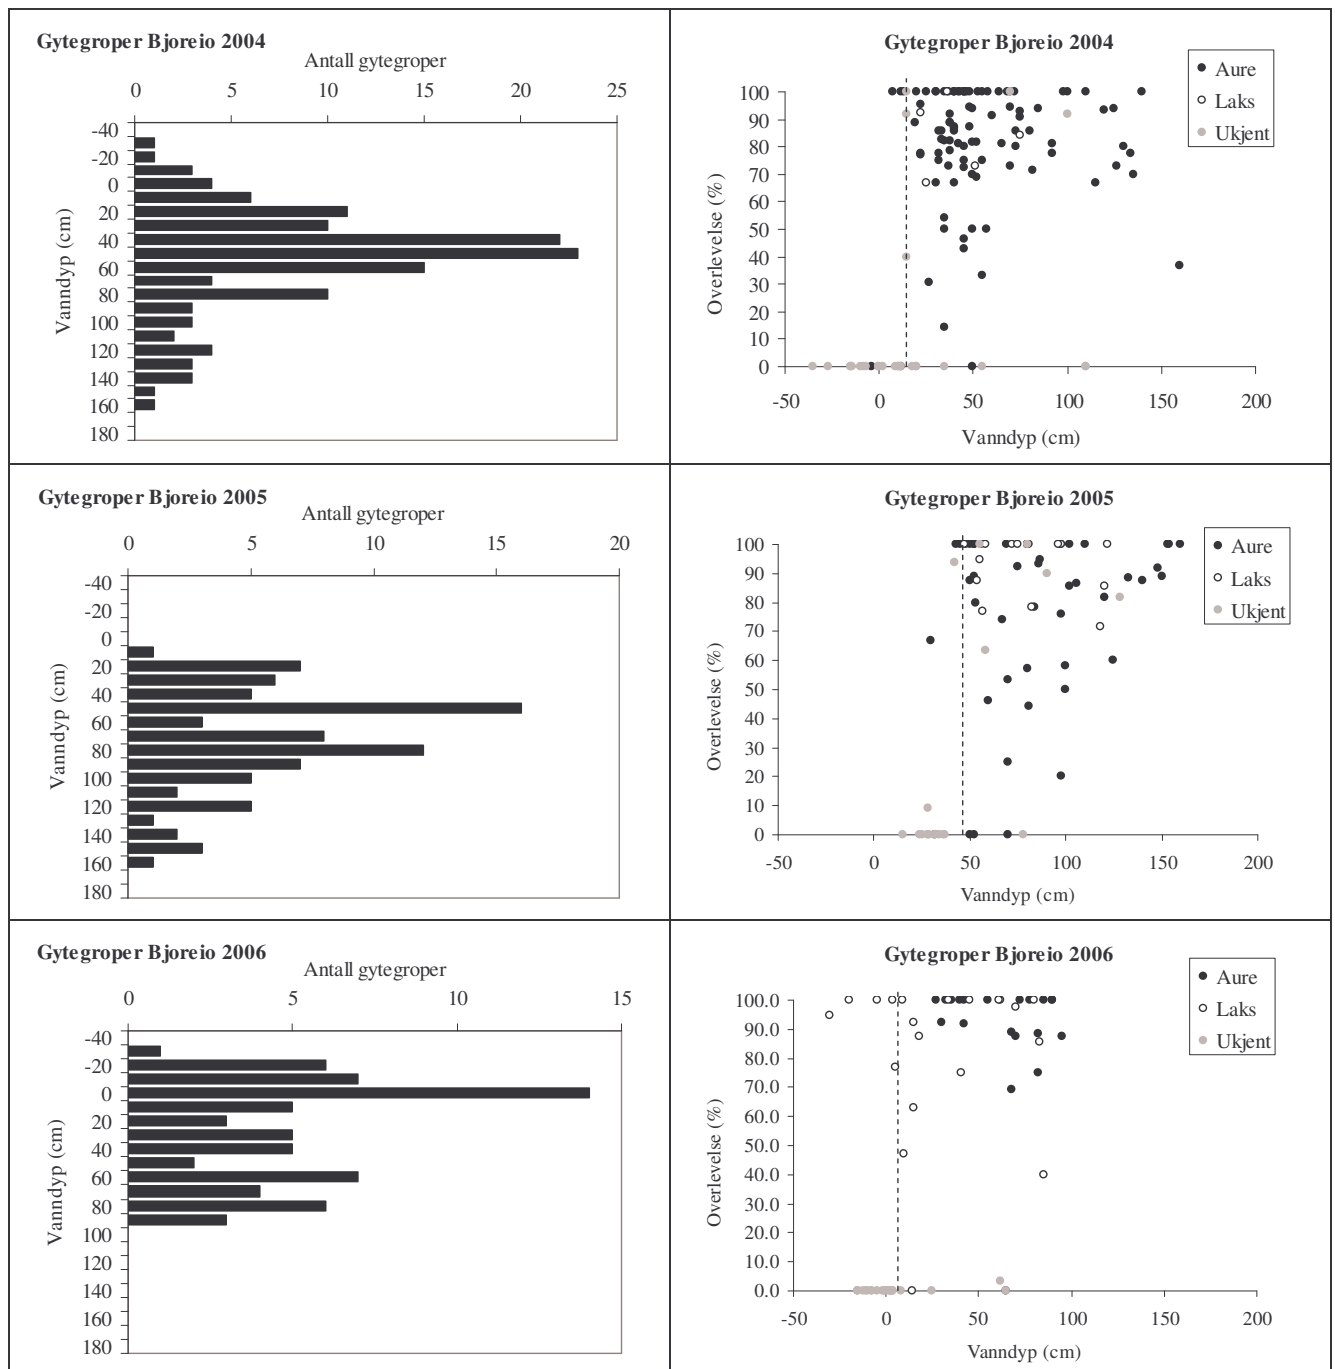 Gytegroper Bjoreio 2004
Antall gytegroper
0 5 10 15 20 25
Vanndyp (cm)
-40
-20
0
20
40
60
80
100
120
140
160
180
Gytegroper Bjoreio 2004
Aure
Laks
Ukjent
Overlevelse (%)
100
90
80
70
60
50
40
30
20
10
0
-50 0 50 100 150 200
Vanndyp (cm)
Gytegroper Bjoreio 2005
Antall gytegroper
0 5 10 15 20
Vanndyp (cm)
-40
-20
0
20
40
60
80
100
120
140
160
180
Gytegroper Bjoreio 2005
Aure
Laks
Ukjent
Overlevelse (%)
100
90
80
70
60
50
40
30
20
10
0
-50 0 50 100 150 200
Vanndyp (cm)
Gytegroper Bjoreio 2006
Antall gytegroper
0 5 10 15
Vanndyp (cm)
-40
-20
0
20
40
60
80
100
120
140
160
180
Gytegroper Bjoreio 2006
Aure
Laks
Ukjent
Overlevelse (%)
100.0
90.0
80.0
70.0
60.0
50.0
40.0
30.0
20.0
10.0
0.0
-50 0 50 100 150 200
Vanndyp (cm)